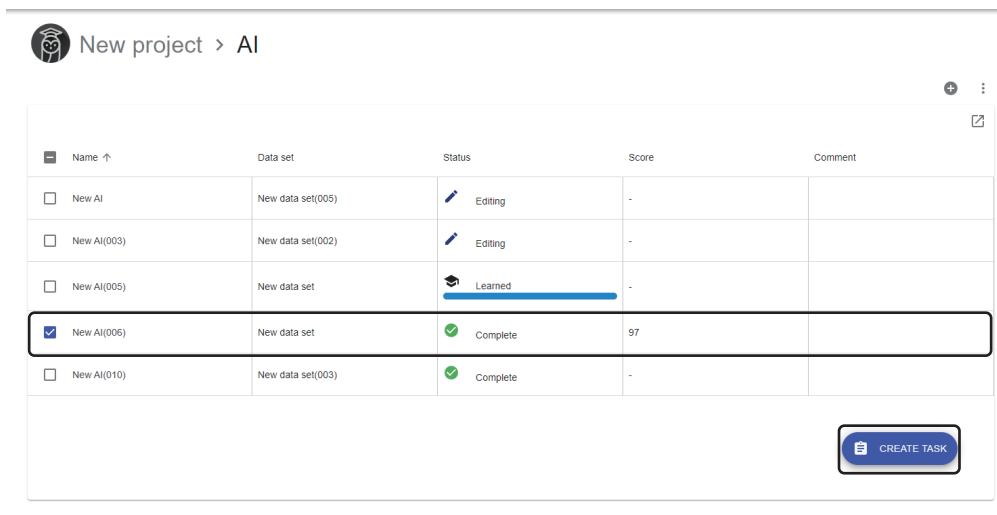 New project > AI
Name ↑ Data set Status Score Comment
New AI New data set(005) Editing -
New AI(003) New data set(002) Editing -
New AI(005) New data set Learned -
New AI(006) New data set Complete 97
New AI(010) New data set(003) Complete -
CREATE TASK